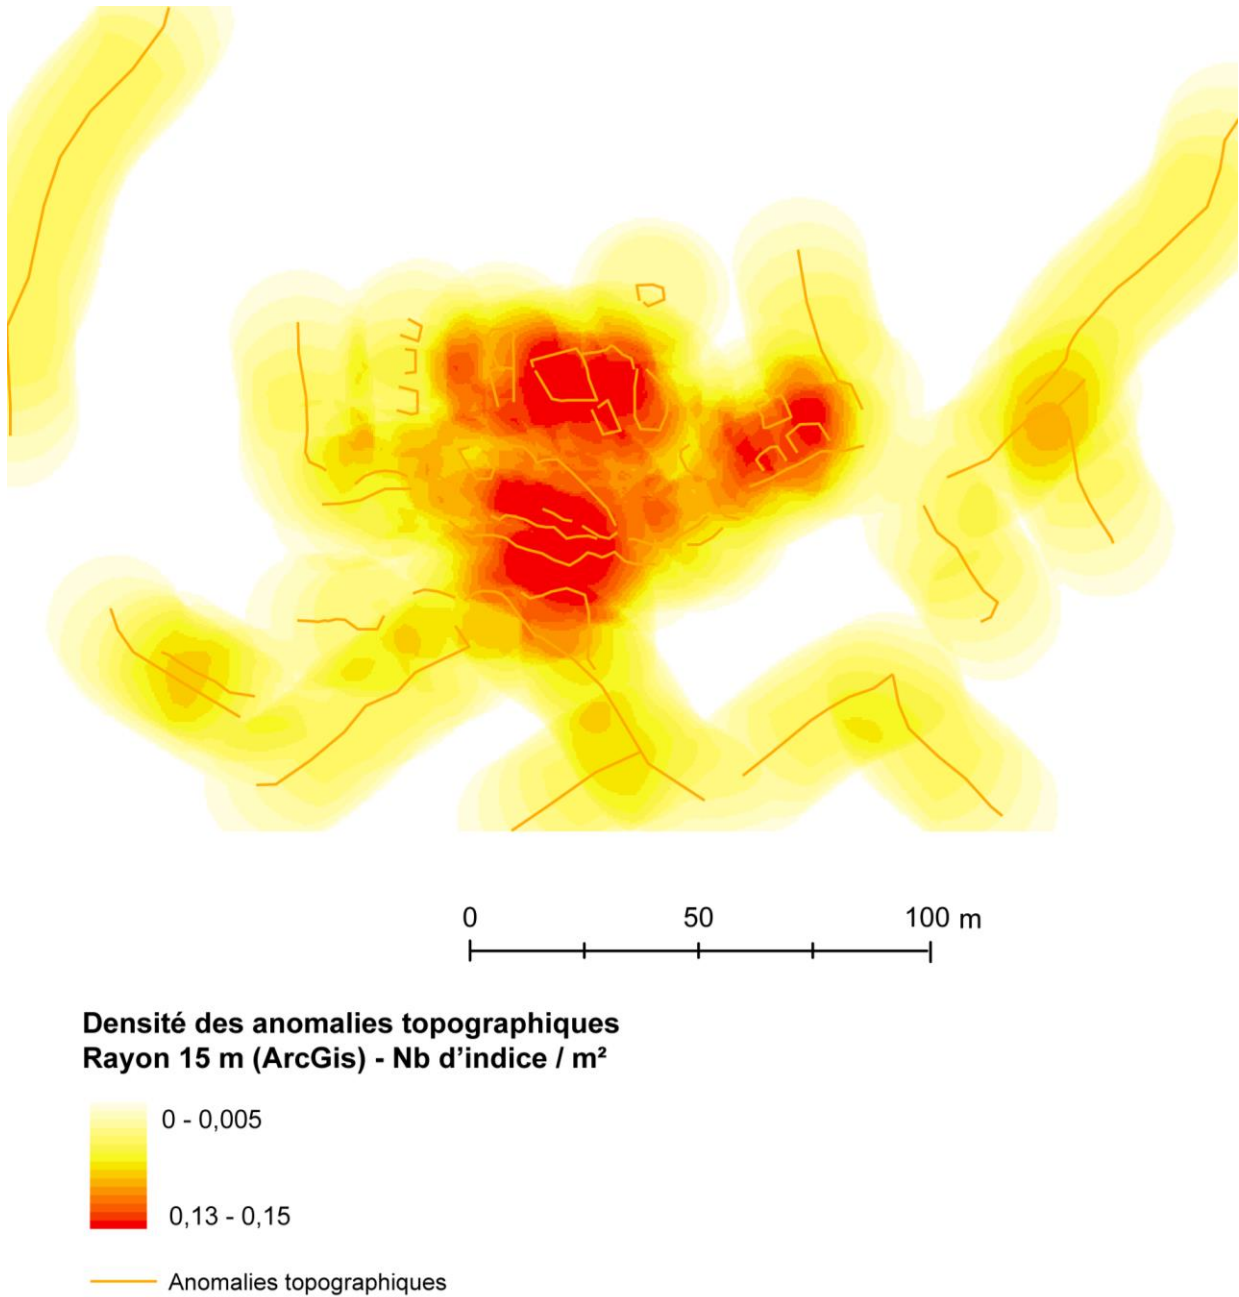 0 50 100 m
Densité des anomalies topographiques
Rayon 15 m (ArcGis) - Nb d'indice / m²
0 - 0,005
0,13 - 0,15
Anomalies topographiques